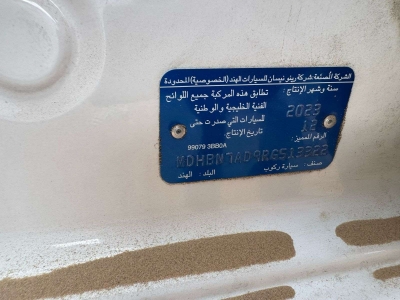 الشركة المصنعة: شركة رينو نيسان للسيارات الهند (الخصوصية) المحدودة
سنة وشهر الإنتاج: 2023 12
تطابق هذه المركبة جميع اللوائح
الفنية الخليجية والوطنية
للسيارات التي صدرت حتى
تاريخ الإنتاج
الرقم المميز:
99079 3BB0A
صنف: سيارة ركوب
البلد: الهند